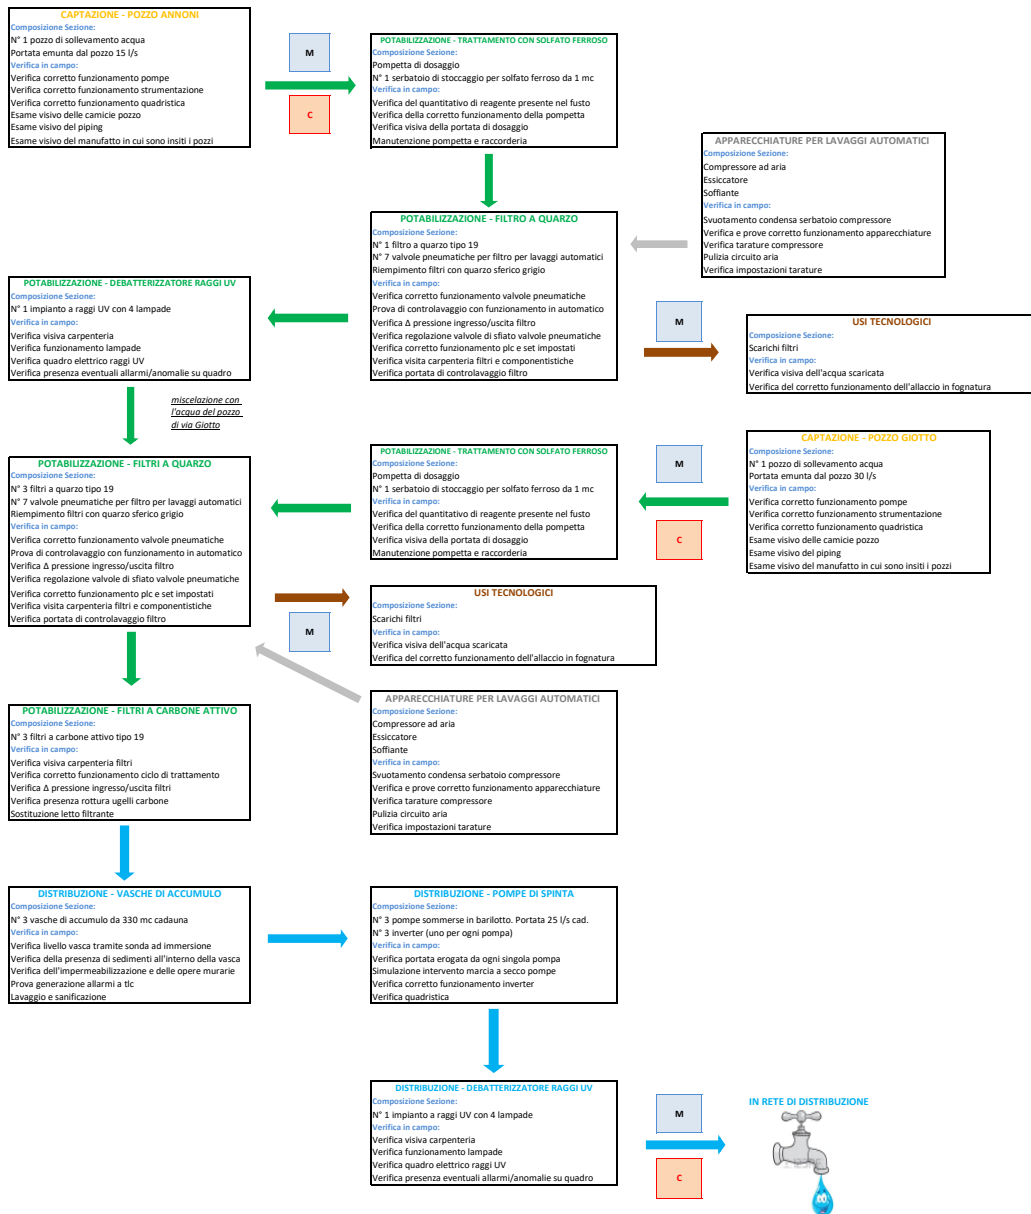 CAPTAZIONE - POZZO ANNONI
Composizione Sezione:
N° 1 pozzo di sollevamento acqua
Portata emunta dal pozzo 15 l/s
Verifica in campo:
Verifica corretto funzionamento pompe
Verifica corretto funzionamento strumentazione
Verifica corretto funzionamento quadristica
Esame visivo delle camicie pozzo
Esame visivo del piping
Esame visivo del manufatto in cui sono insiti i pozzi
M
C
POTABILIZZAZIONE - TRATTAMENTO CON SOLFATO FERROSO
Composizione Sezione:
Pompetta di dosaggio
N° 1 serbatoio di stoccaggio per solfato ferroso da 1 mc
Verifica in campo:
Verifica del quantitativo di reagente presente nel fusto
Verifica della corretto funzionamento della pompetta
Verifica visiva della portata di dosaggio
Manutenzione pompetta e raccorderia
APPARECCHIATURE PER LAVAGGI AUTOMATICI
Composizione Sezione:
Compressore ad aria
Essiccatore
Soffiante
Verifica in campo:
Svuotamento condensa serbatoio compressore
Verifica e prove corretto funzionamento apparecchiature
Verifica tarature compressore
Pulizia circuito aria
Verifica impostazioni tarature
POTABILIZZAZIONE - FILTRO A QUARZO
Composizione Sezione:
N° 1 filtro a quarzo tipo 19
N° 7 valvole pneumatiche per filtro per lavaggi automatici
Riempimento filtri con quarzo sferico grigio
Verifica in campo:
Verifica corretto funzionamento valvole pneumatiche
Prova di controlavaggio con funzionamento in automatico
Verifica Δ pressione ingresso/uscita filtro
Verifica regolazione valvole di sfiato valvole pneumatiche
Verifica corretto funzionamento plc e set impostati
Verifica visita carpenteria filtri e componentistiche
Verifica portata di controlavaggio filtro
POTABILIZZAZIONE - DEBATTERIZZATORE RAGGI UV
Composizione Sezione:
N° 1 impianto a raggi UV con 4 lampade
Verifica in campo:
Verifica visiva carpenteria
Verifica funzionamento lampade
Verifica quadro elettrico raggi UV
Verifica presenza eventuali allarmi/anomalie su quadro
M
USI TECNOLOGICI
Composizione Sezione:
Scarichi filtri
Verifica in campo:
Verifica visiva dell'acqua scaricata
Verifica del corretto funzionamento dell'allaccio in fognatura
miscelazione con
l'acqua del pozzo
di via Giotto
CAPTAZIONE - POZZO GIOTTO
Composizione Sezione:
N° 1 pozzo di sollevamento acqua
Portata emunta dal pozzo 30 l/s
Verifica in campo:
Verifica corretto funzionamento pompe
Verifica corretto funzionamento strumentazione
Verifica corretto funzionamento quadristica
Esame visivo delle camicie pozzo
Esame visivo del piping
Esame visivo del manufatto in cui sono insiti i pozzi
M
C
POTABILIZZAZIONE - TRATTAMENTO CON SOLFATO FERROSO
Composizione Sezione:
Pompetta di dosaggio
N° 1 serbatoio di stoccaggio per solfato ferroso da 1 mc
Verifica in campo:
Verifica del quantitativo di reagente presente nel fusto
Verifica della corretto funzionamento della pompetta
Verifica visiva della portata di dosaggio
Manutenzione pompetta e raccorderia
POTABILIZZAZIONE - FILTRI A QUARZO
Composizione Sezione:
N° 3 filtri a quarzo tipo 19
N° 7 valvole pneumatiche per filtro per lavaggi automatici
Riempimento filtri con quarzo sferico grigio
Verifica in campo:
Verifica corretto funzionamento valvole pneumatiche
Prova di controlavaggio con funzionamento in automatico
Verifica Δ pressione ingresso/uscita filtro
Verifica regolazione valvole di sfiato valvole pneumatiche
Verifica corretto funzionamento plc e set impostati
Verifica visita carpenteria filtri e componentistiche
Verifica portata di controlavaggio filtro
M
USI TECNOLOGICI
Composizione Sezione:
Scarichi filtri
Verifica in campo:
Verifica visiva dell'acqua scaricata
Verifica del corretto funzionamento dell'allaccio in fognatura
APPARECCHIATURE PER LAVAGGI AUTOMATICI
Composizione Sezione:
Compressore ad aria
Essiccatore
Soffiante
Verifica in campo:
Svuotamento condensa serbatoio compressore
Verifica e prove corretto funzionamento apparecchiature
Verifica tarature compressore
Pulizia circuito aria
Verifica impostazioni tarature
POTABILIZZAZIONE - FILTRI A CARBONE ATTIVO
Composizione Sezione:
N° 3 filtri a carbone attivo tipo 19
Verifica in campo:
Verifica visiva carpenteria filtri
Verifica corretto funzionamento ciclo di trattamento
Verifica Δ pressione ingresso/uscita filtri
Verifica presenza rottura ugelli carbone
Sostituzione letto filtrante
DISTRIBUZIONE - VASCHE DI ACCUMULO
Composizione Sezione:
N° 3 vasche di accumulo da 330 mc cadauna
Verifica in campo:
Verifica livello vasca tramite sonda ad immersione
Verifica della presenza di sedimenti all'interno della vasca
Verifica dell'impermeabilizzazione e delle opere murarie
Prova generazione allarmi a tlc
Lavaggio e sanificazione
DISTRIBUZIONE - POMPE DI SPINTA
Composizione Sezione:
N° 3 pompe sommerse in barilotto. Portata 25 l/s cad.
N° 3 inverter (uno per ogni pompa)
Verifica in campo:
Verifica portata erogata da ogni singola pompa
Simulazione intervento marcia a secco pompe
Verifica corretto funzionamento inverter
Verifica quadristica
DISTRIBUZIONE - DEBATTERIZZATORE RAGGI UV
Composizione Sezione:
N° 1 impianto a raggi UV con 4 lampade
Verifica in campo:
Verifica visiva carpenteria
Verifica funzionamento lampade
Verifica quadro elettrico raggi UV
Verifica presenza eventuali allarmi/anomalie su quadro
M
C
IN RETE DI DISTRIBUZIONE